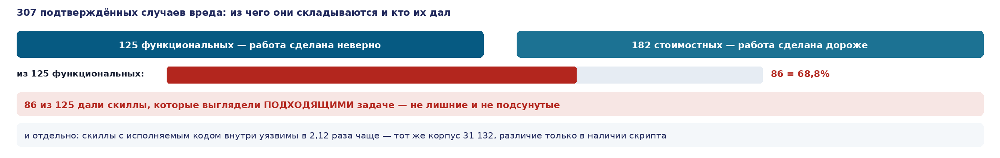 307 подтверждённых случаев вреда: из чего они складываются и кто их дал
125 функциональных — работа сделана неверно
182 стоимостных — работа сделана дороже
из 125 функциональных:
86 = 68,8%
86 из 125 дали скиллы, которые выглядели ПОДХОДЯЩИМИ задаче — не лишние и не подсунутые
и отдельно: скиллы с исполняемым кодом внутри уязвимы в 2,12 раза чаще — тот же корпус 31 132, различие только в наличии скрипта